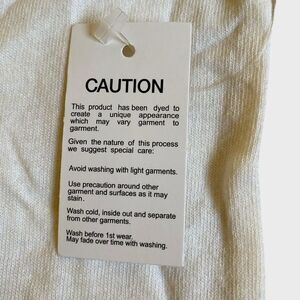 CAUTION
This product has been dyed to
create a unique appearance
which may vary garment to
garment.
Given the nature of this process
we suggest special care:
Avoid washing with light garments.
Use precaution around other
garment and surfaces as it may
stain.
Wash cold, inside out and separate
from other garments.
Wash before 1st wear.
May fade over time with washing.